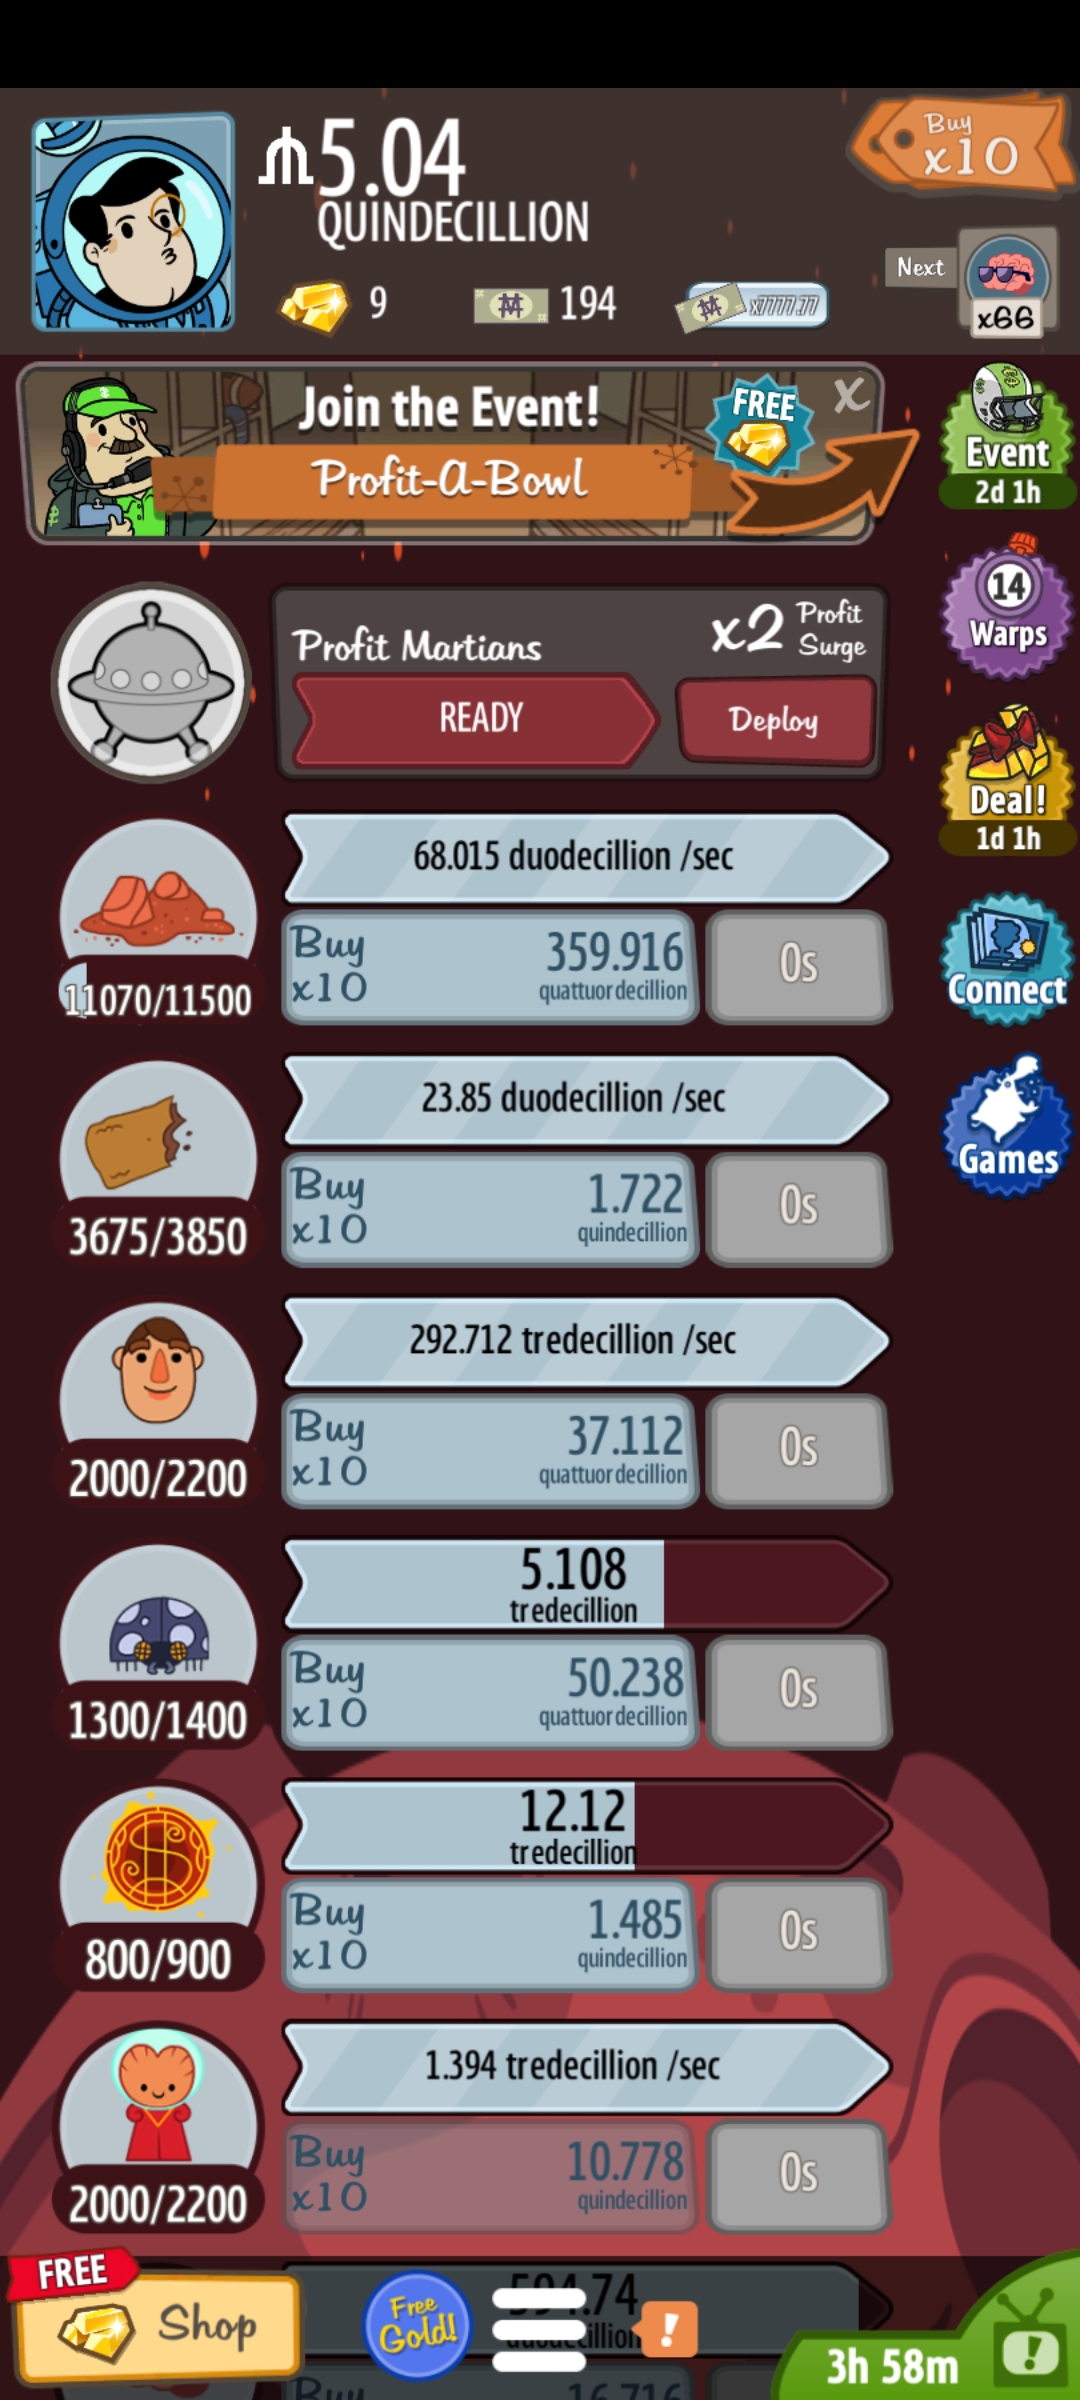 5.04
QUINDECILLION
Buy
x10
9
194
x7777.77
Next
x66
Join the Event!
Profit-A-Bowl
FREE
X
Event
2d 1h
14
Warps
Profit Martians
x2 Profit
Surge
READY
Deploy
Deal!
1d 1h
68.015 duodecillion /sec
Buy
x10
359.916
quattuordecillion
0s
11070/11500
Connect
23.85 duodecillion /sec
Buy
x10
1.722
quindecillion
0s
3675/3850
Games
292.712 tredecillion /sec
Buy
x10
37.112
quattuordecillion
0s
2000/2200
5.108
tredecillion
Buy
x10
50.238
quattuordecillion
0s
1300/1400
12.12
tredecillion
Buy
x10
1.485
quindecillion
0s
800/900
1.394 tredecillion /sec
Buy
x10
10.778
quindecillion
0s
2000/2200
FREE
Shop
Free
Gold!
594.74
!
3h 58m
!
Buy
16.716